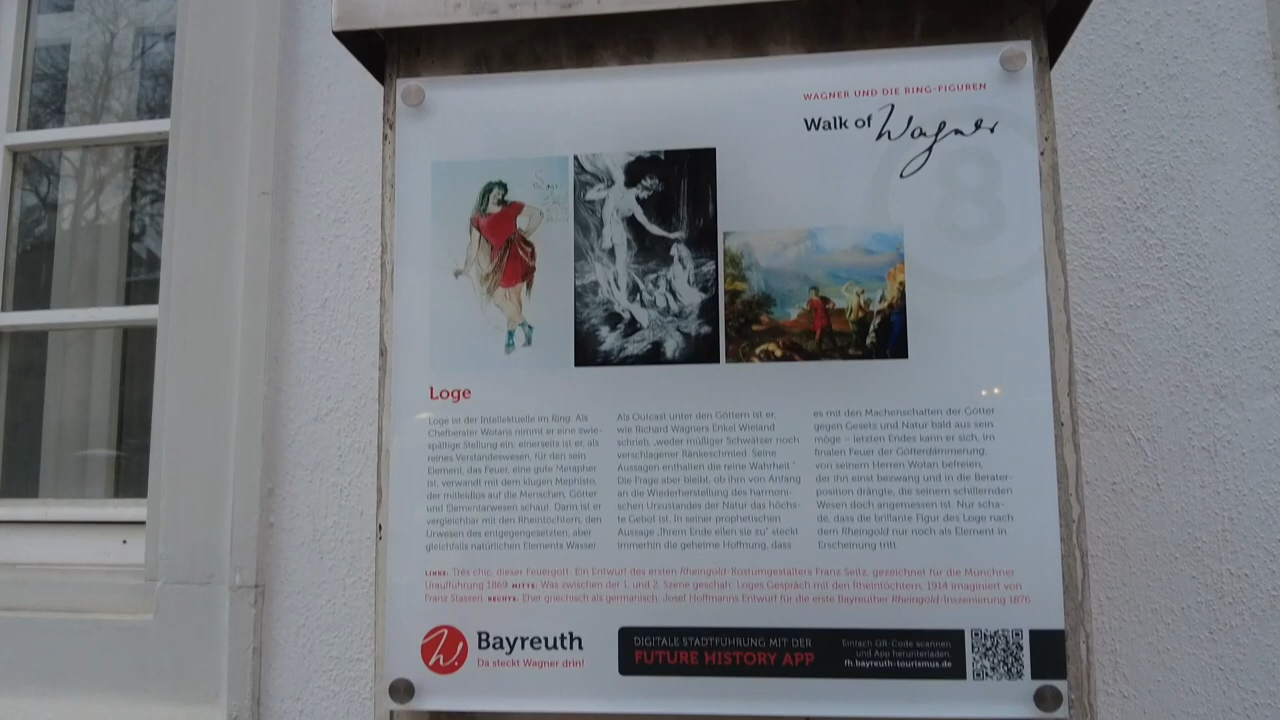 WAGNER UND DIE RING-FIGUREN
Walk of Wagner
8
Loge
Loge
Loge ist der Intellektuelle im Ring. Als
Chefberater Wotans nimmt er eine zwie-
spältige Stellung ein: einerseits ist er, als
reines Verstandeswesen, für den sein
Element, das Feuer, eine gute Metapher
ist, verwandt mit dem klugen Mephisto,
der mitleidlos auf die Menschen, Götter
und Elementarwesen schaut. Darin ist er
vergleichbar mit den Rheintöchtern, den
Urwesen des entgegengesetzten, aber
gleichfalls natürlichen Elements Wasser.
Als Outcast unter den Göttern ist er,
wie Richard Wagners Enkel Wieland
schrieb, „weder müßiger Schwätzer noch
verschlagener Ränkeschmied. Seine
Aussagen enthalten die reine Wahrheit."
Die Frage aber bleibt, ob ihm von Anfang
an die Wiederherstellung des harmoni-
schen Urzustandes der Natur das höchs-
te Gebot ist. In seiner prophetischen
Aussage „Ihrem Ende eilen sie zu" steckt
immerhin die geheime Hoffnung, dass
es mit den Machenschaften der Götter
gegen Gesetz und Natur bald aus sein
möge – letzten Endes kann er sich, im
finalen Feuer der Götterdämmerung,
von seinem Herren Wotan befreien,
der ihn einst bezwang und in die Berater-
position drängte, die seinem schillernden
Wesen doch angemessen ist. Nur scha-
de, dass die brillante Figur des Loge nach
dem Rheingold nur noch als Element in
Erscheinung tritt.
LINKS: Très chic, dieser Feuergott: Ein Entwurf des ersten Rheingold-Kostümgestalters Franz Seitz, gezeichnet für die Münchner
Uraufführung 1869. MITTE: Was zwischen der 1. und 2. Szene geschah: Loges Gespräch mit den Rheintöchtern, 1914 imaginiert von
Franz Stassen. RECHTS: Eher griechisch als germanisch: Josef Hoffmanns Entwurf für die erste Bayreuther Rheingold-Inszenierung 1876.
W.
Bayreuth
Da steckt Wagner drin!
DIGITALE STADTFÜHRUNG MIT DER
FUTURE HISTORY APP
Einfach QR-Code scannen
und App herunterladen.
fh.bayreuth-tourismus.de